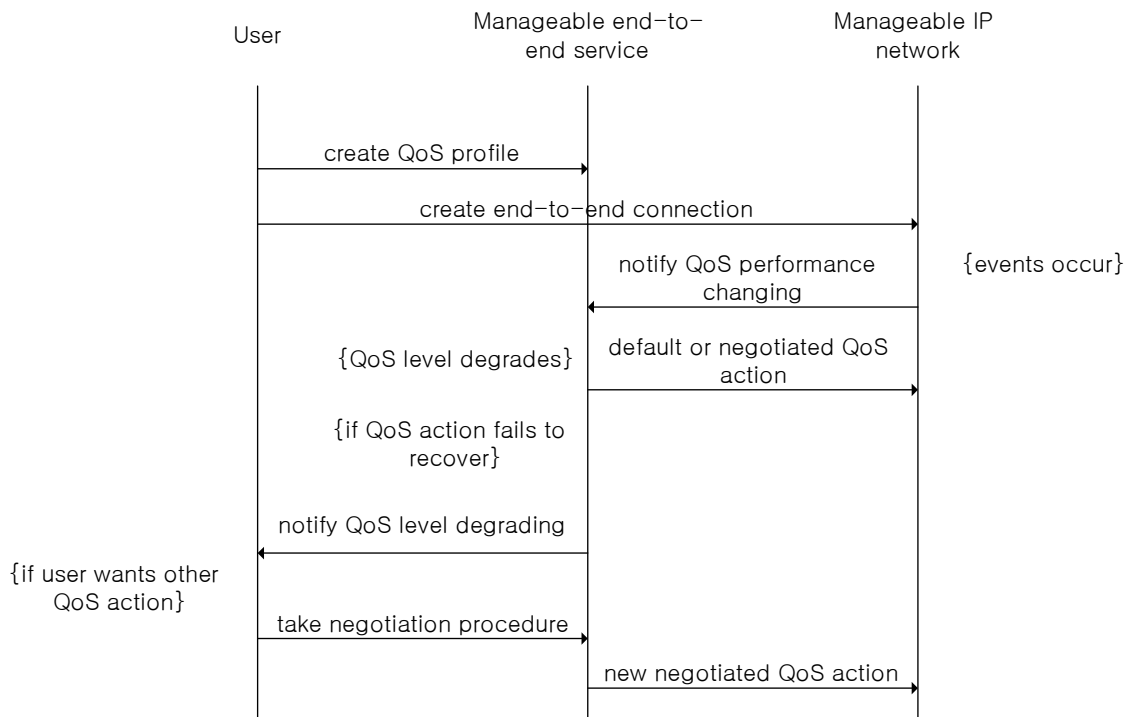 User
Manageable end-to-
end service
Manageable IP
network
create QoS profile
create end-to-end connection
notify QoS performance
changing
{events occur}
{QoS level degrades}
default or negotiated QoS
action
{if QoS action fails to
recover}
notify QoS level degrading
{if user wants other
QoS action}
take negotiation procedure
new negotiated QoS action